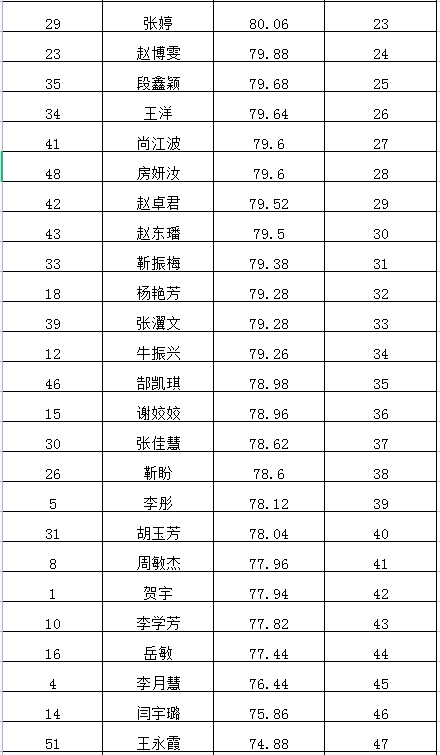 29 张婷 80.06 23
23 赵博雯 79.88 24
35 段鑫颖 79.68 25
34 王洋 79.64 26
41 尚江波 79.6 27
48 房妍汝 79.6 28
42 赵卓君 79.52 29
43 赵东璠 79.5 30
33 靳振梅 79.38 31
18 杨艳芳 79.28 32
39 张瀷文 79.28 33
12 牛振兴 79.26 34
46 郜凯琪 78.98 35
15 谢姣姣 78.96 36
30 张佳慧 78.62 37
26 靳盼 78.6 38
5 李彤 78.12 39
31 胡玉芳 78.04 40
8 周敏杰 77.96 41
1 贺宇 77.94 42
10 李学芳 77.82 43
16 岳敏 77.44 44
4 李月慧 76.44 45
14 闫宇璐 75.86 46
51 王永霞 74.88 47